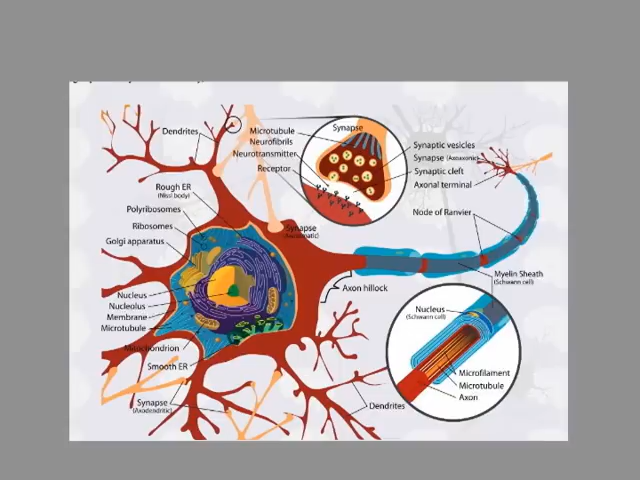 Dendrites
Microtubule
Neurofibrils
Neurotransmitter
Receptor
Synapse
Synaptic vesicles
Synapse (Axoaxonic)
Synaptic cleft
Axonal terminal
Rough ER
(Nissl body)
Polyribosomes
Ribosomes
Golgi apparatus
Synapse
(Axosomatic)
Node of Ranvier
Axon hillock
Myelin Sheath
(Schwann cell)
Nucleus
Nucleolus
Membrane
Microtubule
Mitochondrion
Smooth ER
Synapse
(Axodendritic)
Dendrites
Nucleus
(Schwann cell)
Microfilament
Microtubule
Axon